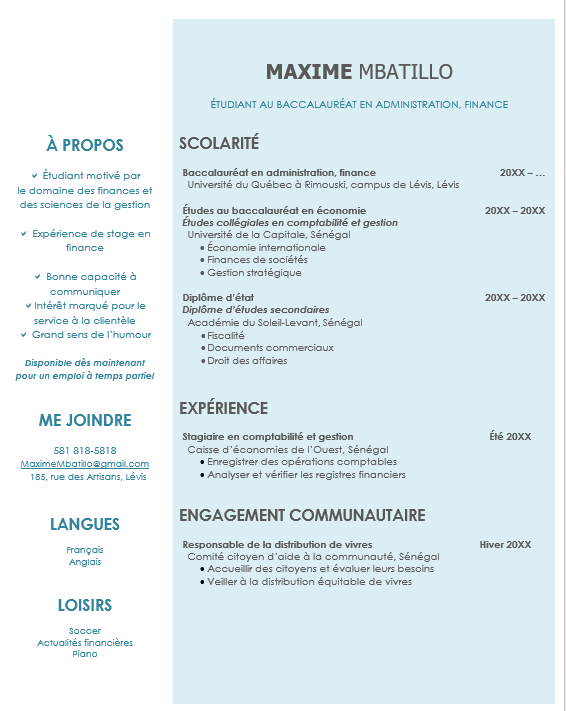 MAXIME MBATILLO
ÉTUDIANT AU BACCALAURÉAT EN ADMINISTRATION, FINANCE
À PROPOS
✓ Étudiant motivé par
le domaine des finances et
des sciences de la gestion
✓ Expérience de stage en
finance
✓ Bonne capacité à
communiquer
✓ Intérêt marqué pour le
service à la clientèle
✓ Grand sens de l'humour
Disponible dès maintenant
pour un emploi à temps partiel
ME JOINDRE
581 818-5818
MaximeMbatillo@gmail.com
185, rue des Artisans, Lévis
LANGUES
Français
Anglais
LOISIRS
Soccer
Actualités financières
Piano
SCOLARITÉ
Baccalauréat en administration, finance 20XX – ...
Université du Québec à Rimouski, campus de Lévis, Lévis
Études au baccalauréat en économie 20XX – 20XX
Études collégiales en comptabilité et gestion
Université de la Capitale, Sénégal
• Économie internationale
• Finances de sociétés
• Gestion stratégique
Diplôme d'état 20XX – 20XX
Diplôme d'études secondaires
Académie du Soleil-Levant, Sénégal
• Fiscalité
• Documents commerciaux
• Droit des affaires
EXPÉRIENCE
Stagiaire en comptabilité et gestion Été 20XX
Caisse d'économies de l'Ouest, Sénégal
• Enregistrer des opérations comptables
• Analyser et vérifier les registres financiers
ENGAGEMENT COMMUNAUTAIRE
Responsable de la distribution de vivres Hiver 20XX
Comité citoyen d'aide à la communauté, Sénégal
• Accueillir des citoyens et évaluer leurs besoins
• Veiller à la distribution équitable de vivres